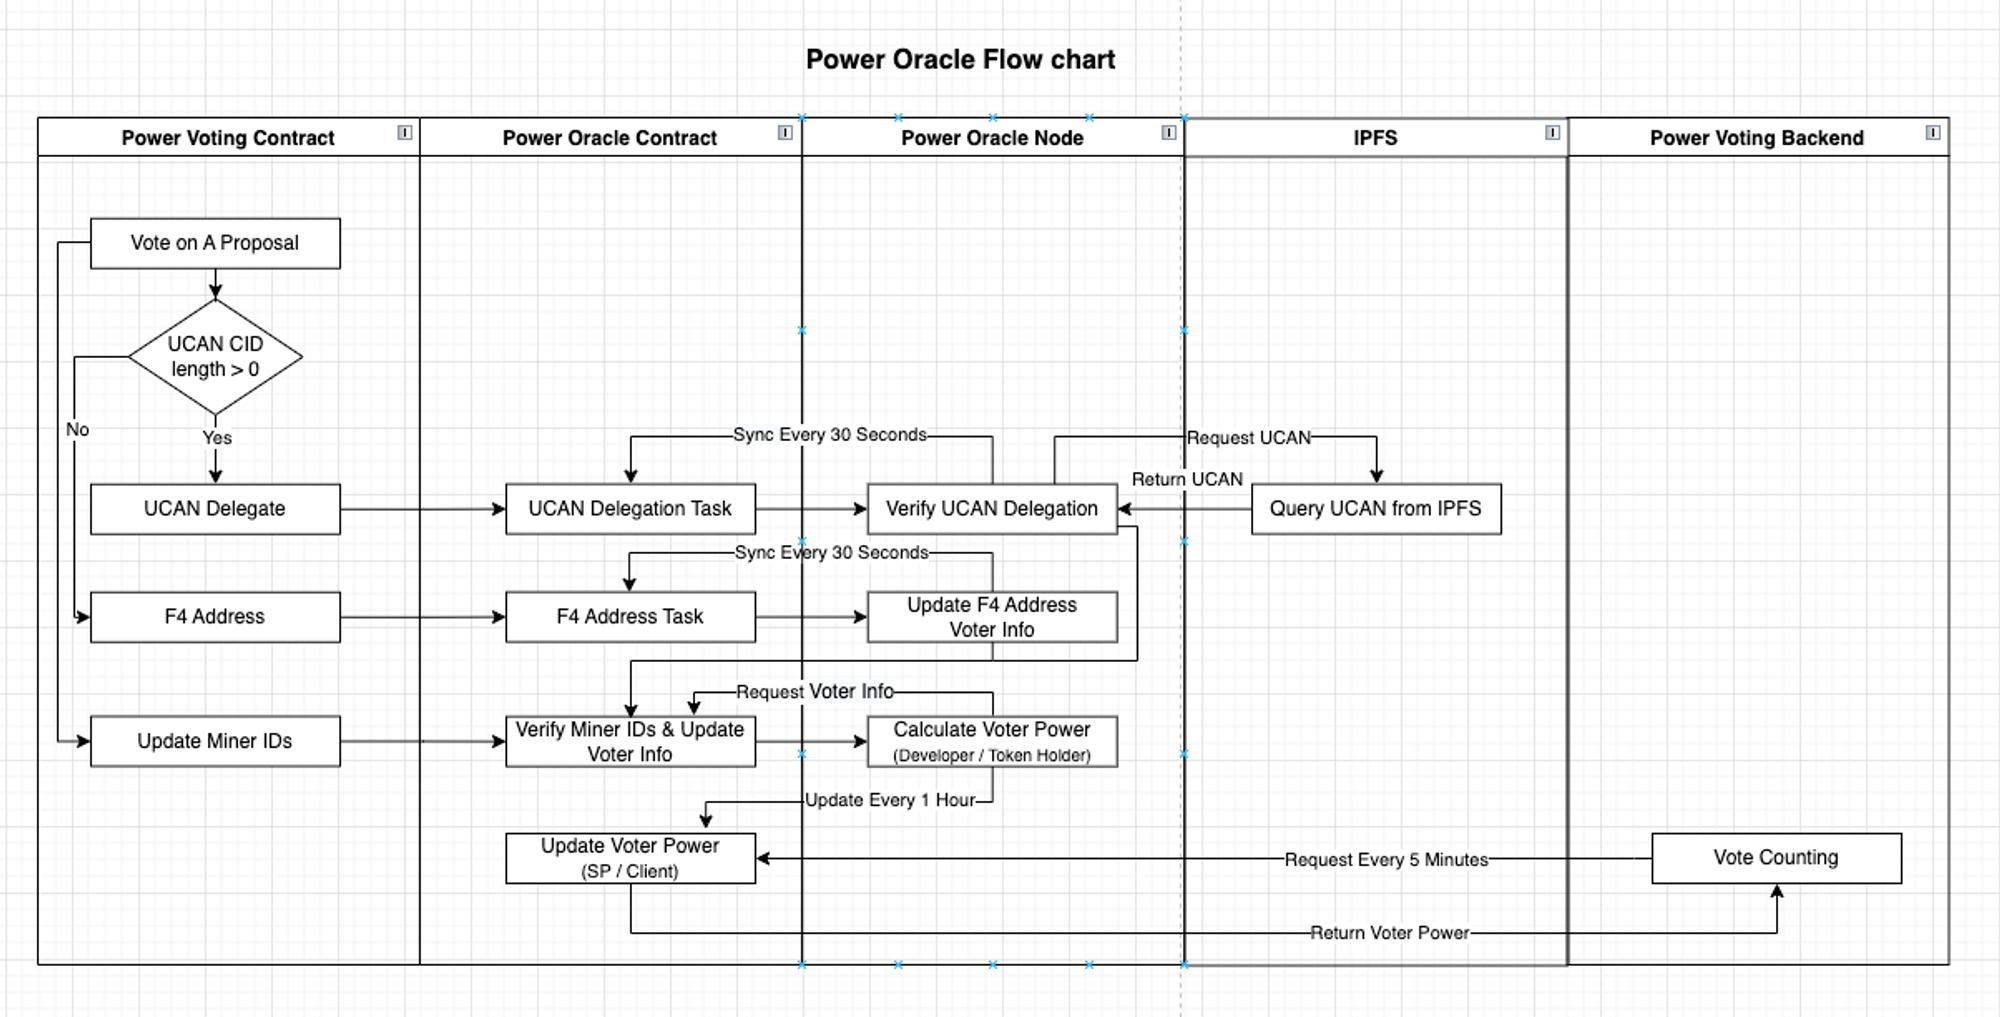 Power Oracle Flow chart
Power Voting Contract
Power Oracle Contract
Power Oracle Node
IPFS
Power Voting Backend
Vote on A Proposal
UCAN CID
length > 0
No
Yes
Sync Every 30 Seconds
Request UCAN
Return UCAN
UCAN Delegate
UCAN Delegation Task
Verify UCAN Delegation
Query UCAN from IPFS
Sync Every 30 Seconds
F4 Address
F4 Address Task
Update F4 Address
Voter Info
Request Voter Info
Update Miner IDs
Verify Miner IDs & Update
Voter Info
Calculate Voter Power
(Developer / Token Holder)
Update Every 1 Hour
Update Voter Power
(SP / Client)
Request Every 5 Minutes
Vote Counting
Return Voter Power